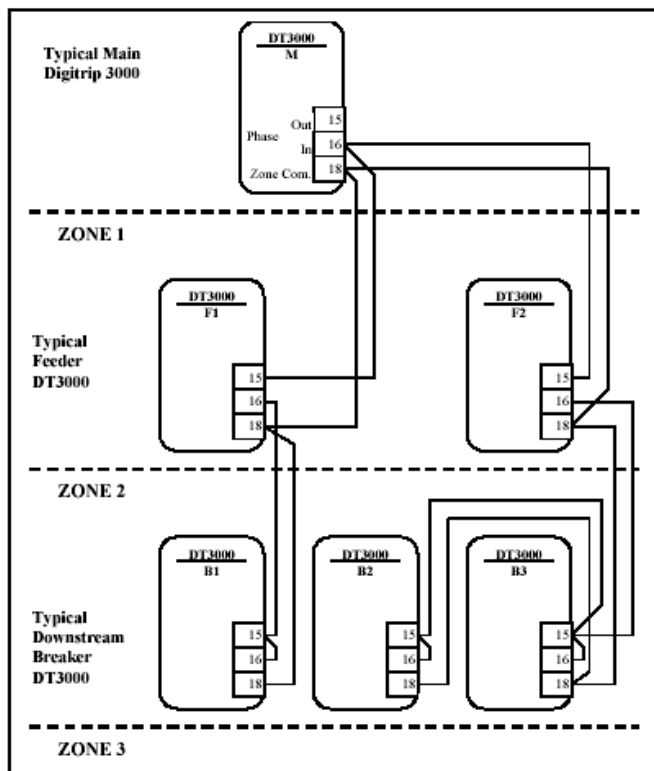 Typical Main
Digitrip 3000
DT3000
M
Phase
Out
In
Zone Com.
15
16
18
ZONE 1
Typical
Feeder
DT3000
DT3000
F1
15
16
18
DT3000
F2
15
16
18
ZONE 2
Typical
Downstream
Breaker
DT3000
DT3000
B1
15
16
18
DT3000
B2
15
16
18
DT3000
B3
15
16
18
ZONE 3